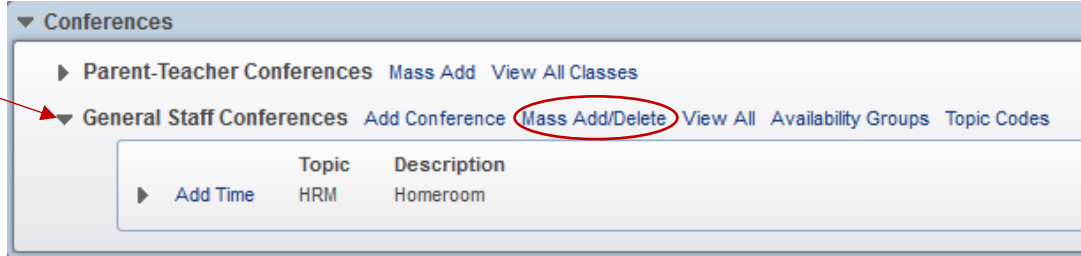 Conferences
Parent-Teacher Conferences Mass Add View All Classes
General Staff Conferences Add Conference Mass Add/Delete View All Availability Groups Topic Codes
Topic Description
Add Time HRM Homeroom